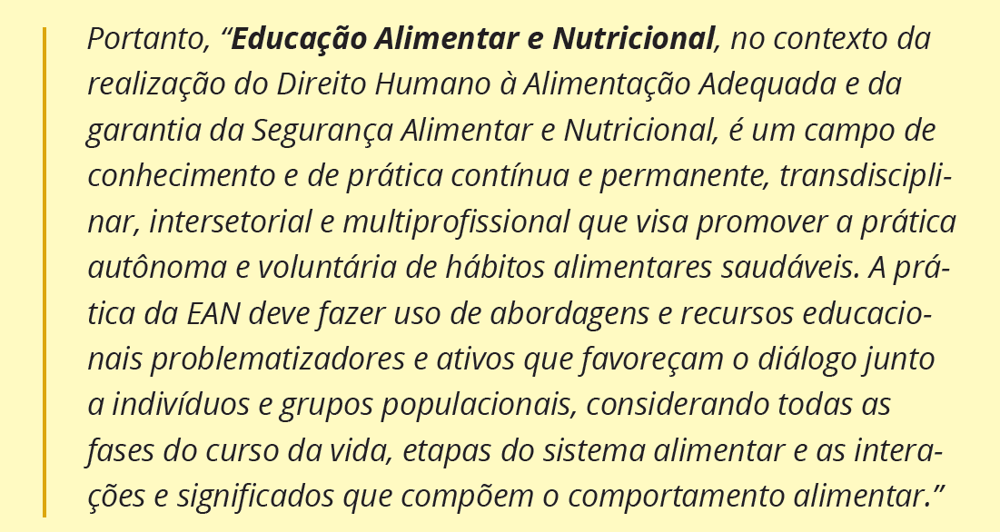 Portanto, “Educação Alimentar e Nutricional, no contexto da
realização do Direito Humano à Alimentação Adequada e da
garantia da Segurança Alimentar e Nutricional, é um campo de
conhecimento e de prática contínua e permanente, transdiscipli-
nar, intersetorial e multiprofissional que visa promover a prática
autônoma e voluntária de hábitos alimentares saudáveis. A prá-
tica da EAN deve fazer uso de abordagens e recursos educacio-
nais problematizadores e ativos que favoreçam o diálogo junto
a indivíduos e grupos populacionais, considerando todas as
fases do curso da vida, etapas do sistema alimentar e as intera-
ções e significados que compõem o comportamento alimentar.”